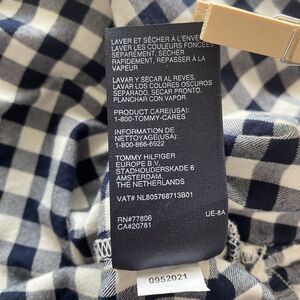 LAVER ET SÉCHER À L'ENVERS
LAVER LES COULEURS FONCÉES
SÉPARÉMENT, SÉCHER
RAPIDEMENT, REPASSER À LA
VAPEUR
LAVAR Y SECAR AL REVES,
LAVAR LOS COLORES OSCUROS
SEPARADO, SECAR PRONTO,
PLANCHAR CON VAPOR
PRODUCT CARE(USA):
1-800-TOMMY-CARES
INFORMATION DE
NETTOYAGE(USA):
1-800-866-6922
TOMMY HILFIGER
EUROPE B.V.
STADHOUDERSKADE 6
AMSTERDAM,
THE NETHERLANDS
VAT# NL805768713B01
RN#77806
CA#20781
UE-8A
0952021